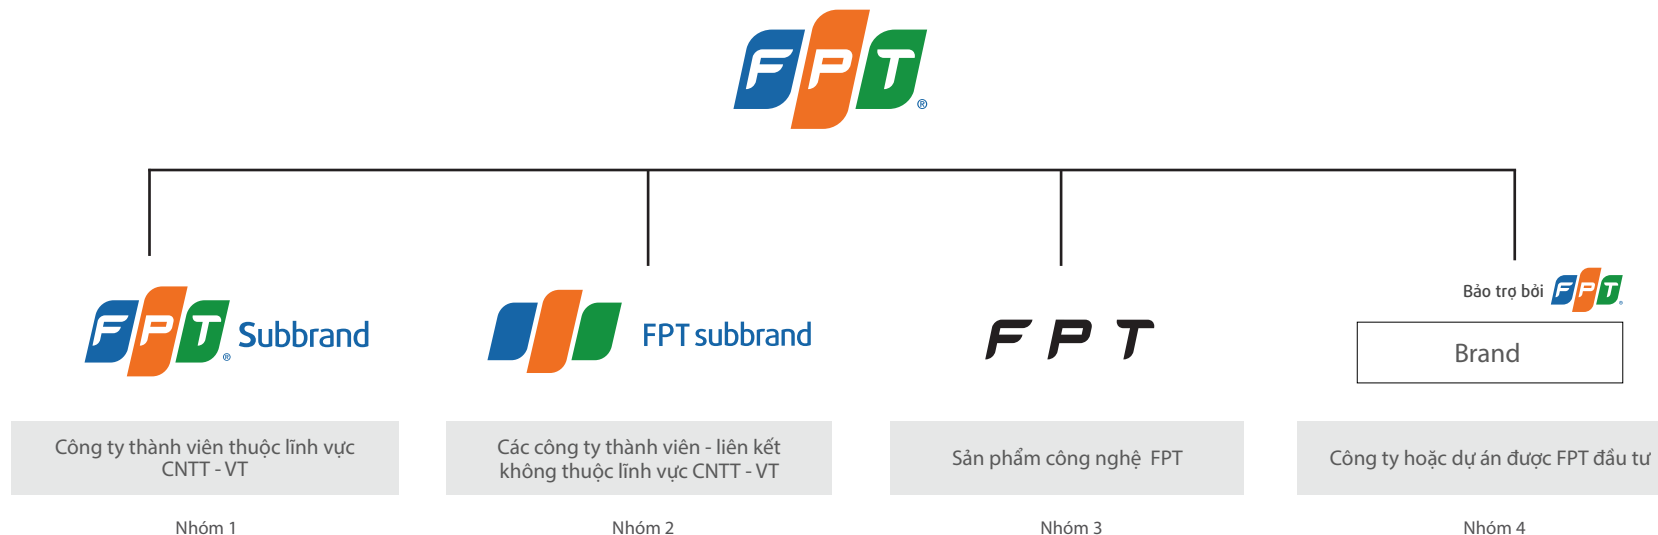 FPT®
FPT® Subbrand
FPT subbrand
FPT
Bảo trợ bởi FPT
Brand
Công ty thành viên thuộc lĩnh vực
CNTT - VT
Các công ty thành viên - liên kết
không thuộc lĩnh vực CNTT - VT
Sản phẩm công nghệ FPT
Công ty hoặc dự án được FPT đầu tư
Nhóm 1
Nhóm 2
Nhóm 3
Nhóm 4